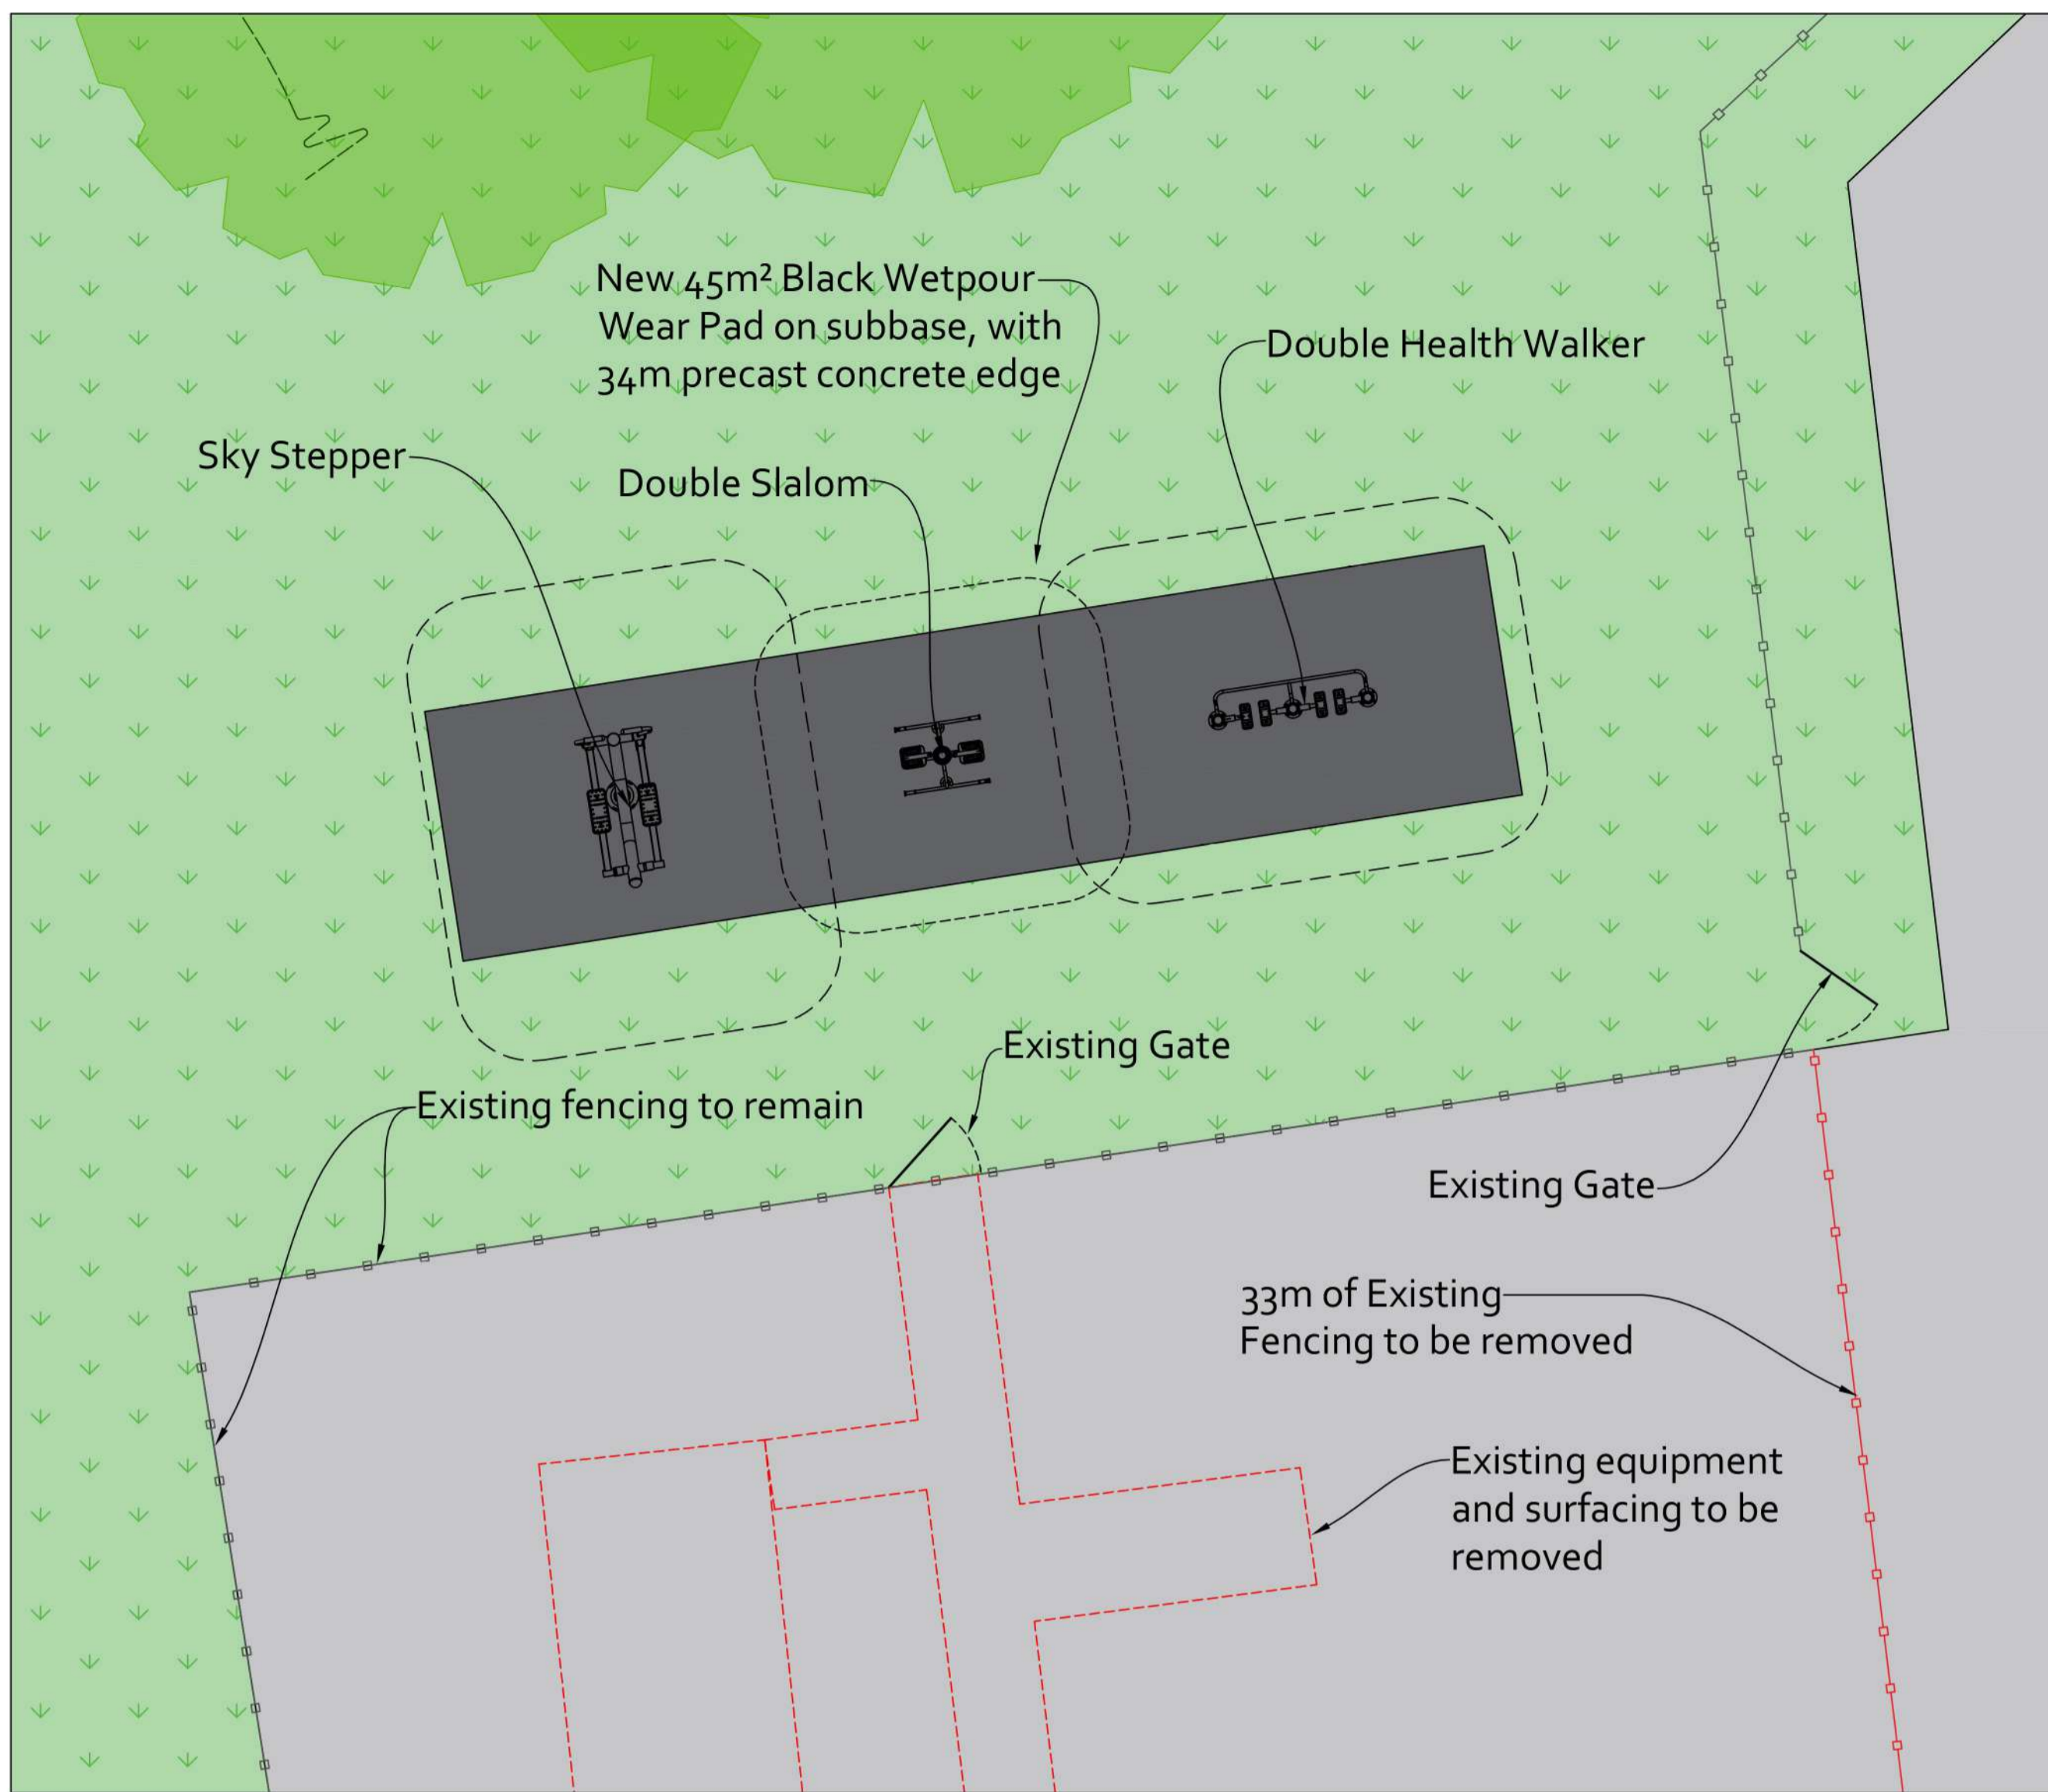 New 45m² Black Wetpour
Wear Pad on subbase, with
34m precast concrete edge
Double Health Walker
Sky Stepper
Double Slalom
Existing Gate
Existing fencing to remain
Existing Gate
33m of Existing
Fencing to be removed
Existing equipment
and surfacing to be
removed